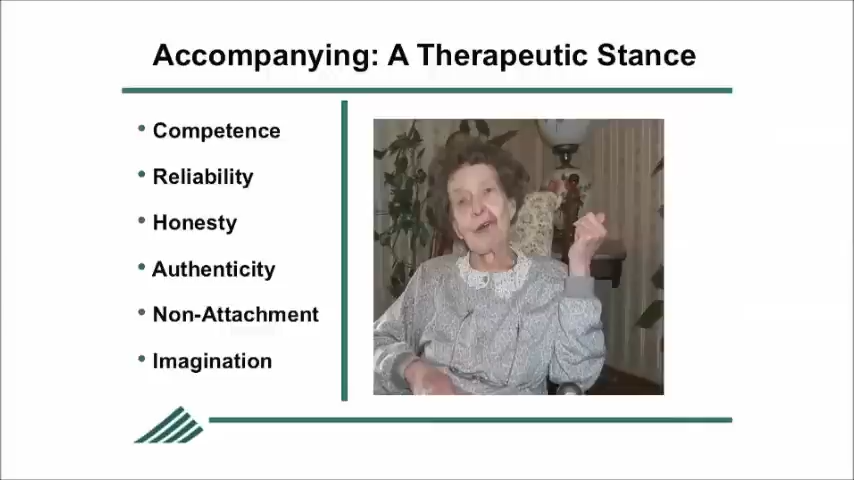 Accompanying: A Therapeutic Stance
• Competence
• Reliability
• Honesty
• Authenticity
• Non-Attachment
• Imagination